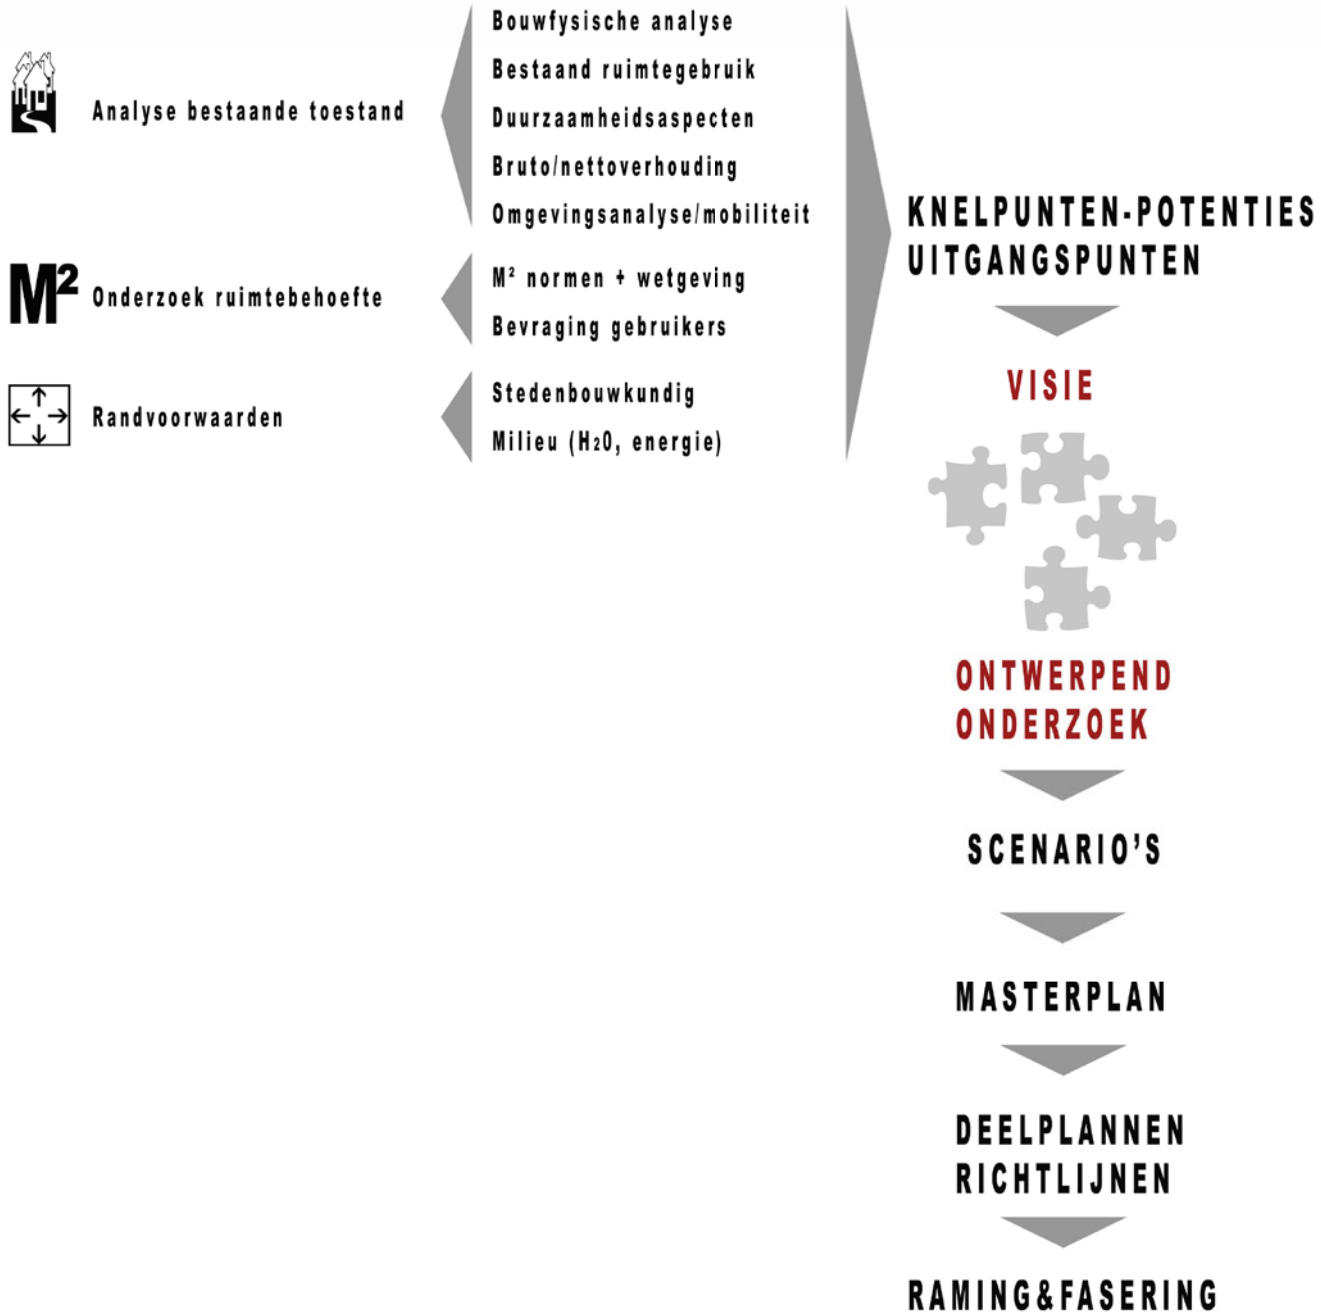 Analyse bestaande toestand
Bouwfysische analyse
Bestaand ruimtegebruik
Duurzaamheidsaspecten
Bruto/nettoverhouding
Omgevingsanalyse/mobiliteit
M² Onderzoek ruimtebehoefte
M² normen + wetgeving
Bevraging gebruikers
Randvoorwaarden
Stedenbouwkundig
Milieu (H₂O, energie)
KNELPUNTEN-POTENTIES
UITGANGSPUNTEN
VISIE
ONTWERPEND
ONDERZOEK
SCENARIO’S
MASTERPLAN
DEELPLANNEN
RICHTLIJNEN
RAMING&FASERING